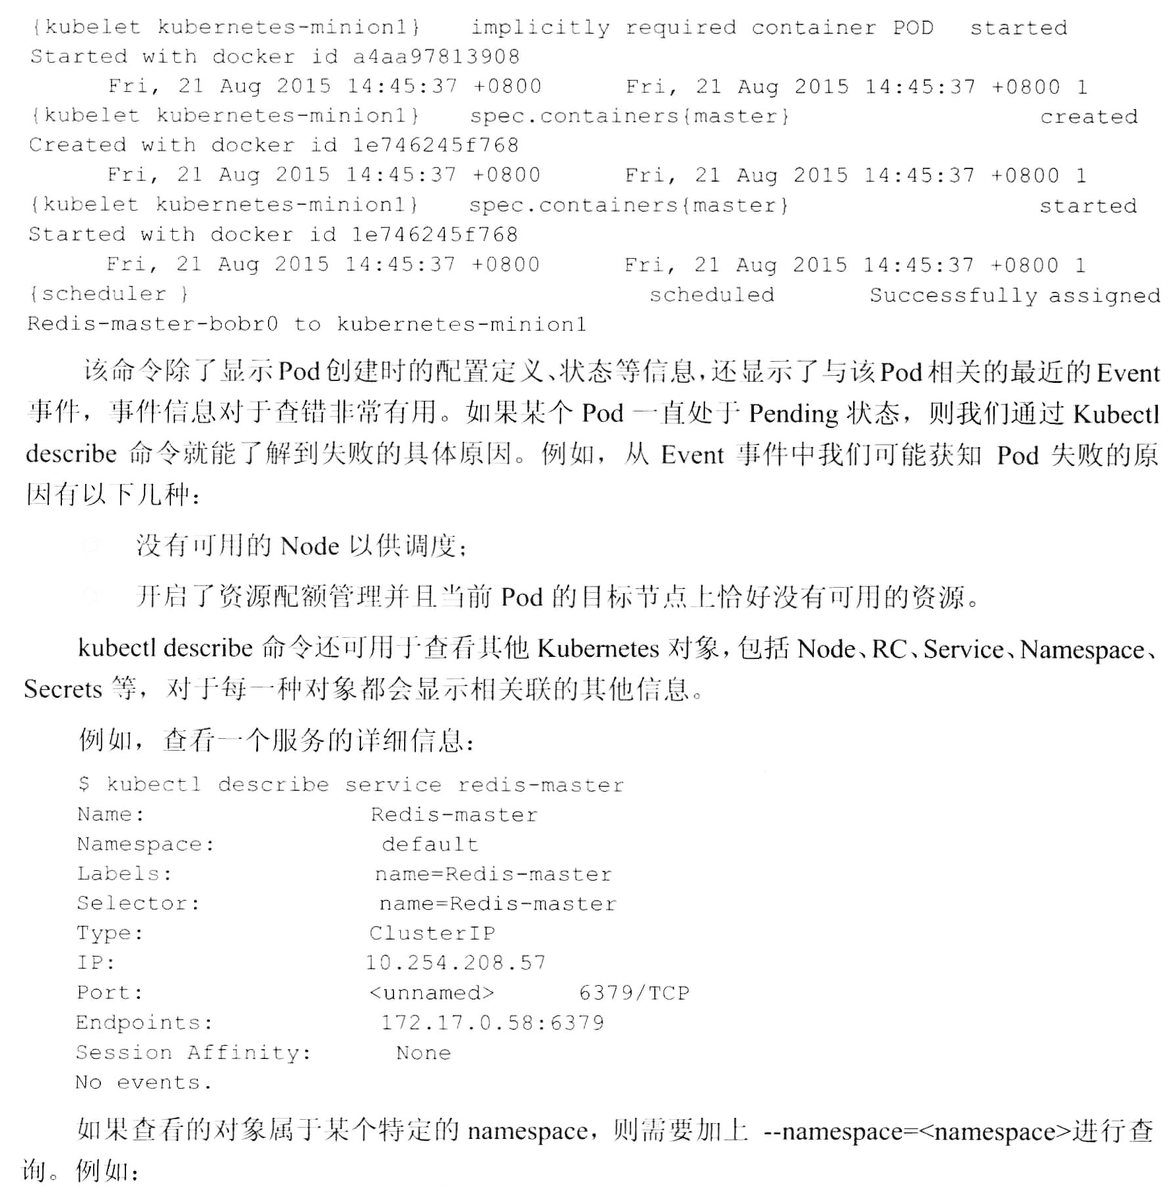 {kubelet kubernetes-minion1} implicitly required container POD started
Started with docker id a4aa97813908
Fri, 21 Aug 2015 14:45:37 +0800 Fri, 21 Aug 2015 14:45:37 +0800 1
{kubelet kubernetes-minion1} spec.containers{master} created
Created with docker id 1e746245f768
Fri, 21 Aug 2015 14:45:37 +0800 Fri, 21 Aug 2015 14:45:37 +0800 1
{kubelet kubernetes-minion1} spec.containers{master} started
Started with docker id 1e746245f768
Fri, 21 Aug 2015 14:45:37 +0800 Fri, 21 Aug 2015 14:45:37 +0800 1
{scheduler } scheduled Successfully assigned
Redis-master-bobr0 to kubernetes-minion1
该命令除了显示Pod创建时的配置定义、状态等信息，还显示了与该Pod相关的最近的Event
事件，事件信息对于查错非常有用。如果某个 Pod 一直处于 Pending 状态，则我们通过 Kubectl
describe 命令就能了解到失败的具体原因。例如，从 Event 事件中我们可能获知 Pod 失败的原
因有以下几种：
没有可用的 Node 以供调度；
开启了资源配额管理并且当前 Pod 的目标节点上恰好没有可用的资源。
kubectl describe 命令还可用于查看其他 Kubernetes 对象，包括 Node、RC、Service、Namespace、
Secrets 等，对于每一种对象都会显示相关联的其他信息。
例如，查看一个服务的详细信息：
$ kubectl describe service redis-master
Name: Redis-master
Namespace: default
Labels: name=Redis-master
Selector: name=Redis-master
Type: ClusterIP
IP: 10.254.208.57
Port: <unnamed> 6379/TCP
Endpoints: 172.17.0.58:6379
Session Affinity: None
No events.
如果查看的对象属于某个特定的 namespace，则需要加上 --namespace=<namespace>进行查
询。例如：